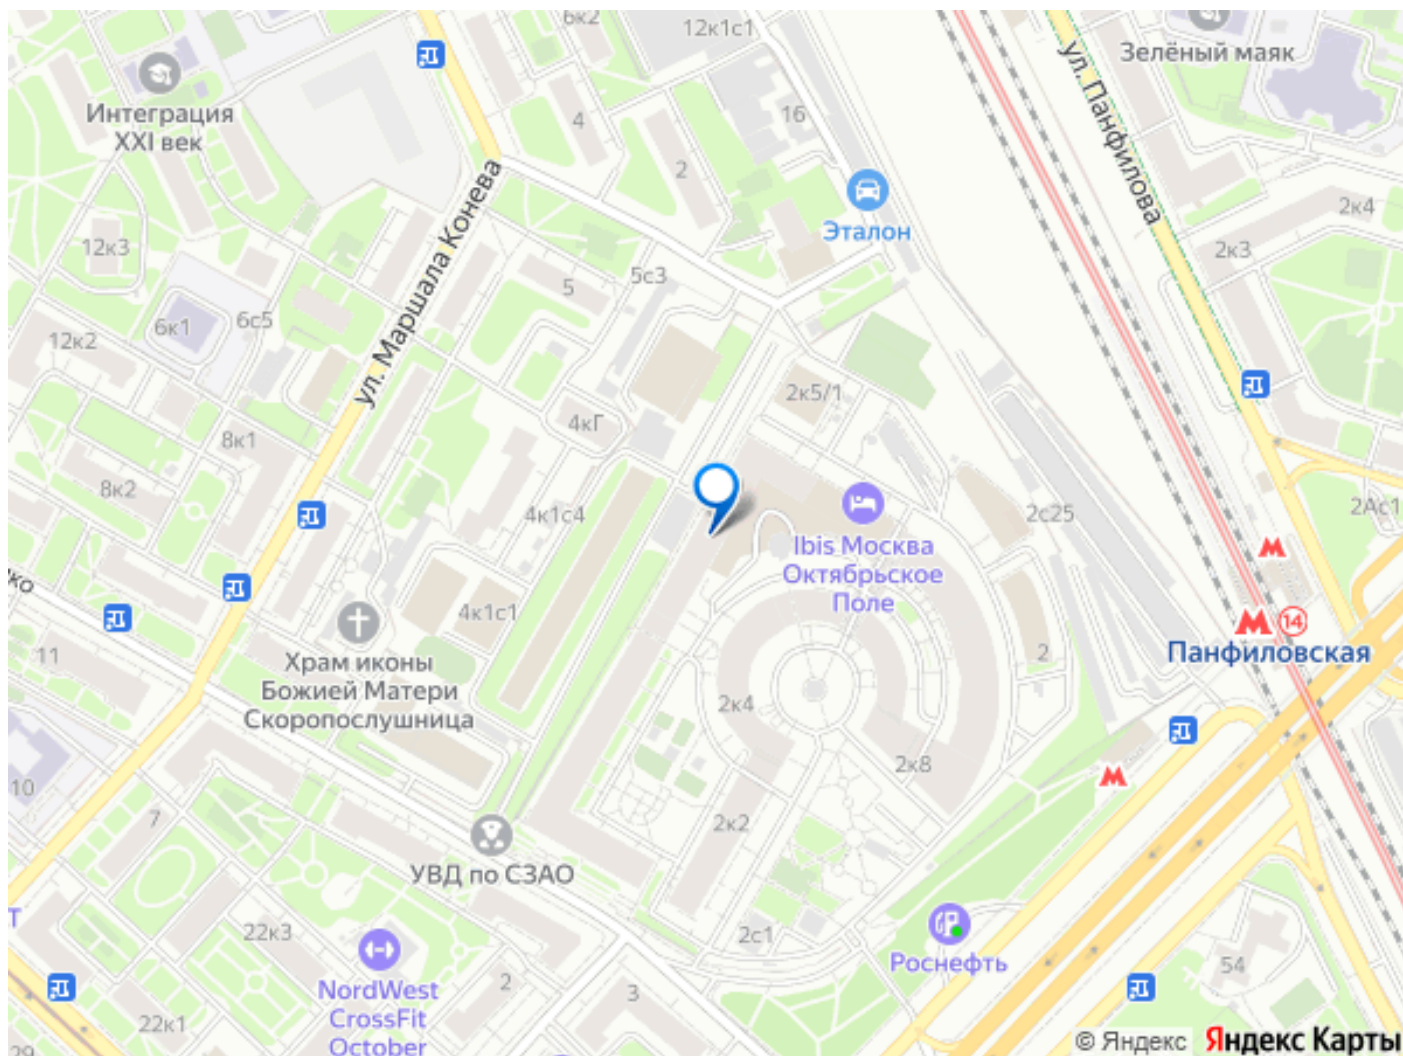 6к2
12к1с1
Зелёный маяк
ул. Панфилова
Интеграция
XXI век
4
16
2
ул. Маршала Конева
Эталон
2к4
2к3
12к3
5с3
5
6к1
6с5
12к2
2к5/1
4кГ
8к1
8к2
4к1с4
Ibis Москва
Октябрьское
Поле
2с25
2Ас1
ко
4к1с1
14
Панфиловская
11
Храм иконы
Божией Матери
Скоропослушница
2
2к4
2к8
10
7
2к2
УВД по СЗАО
Т
22к3
2с1
Роснефть
54
NordWest
CrossFit
October
2
3
22к1
29
© Яндекс Яндекс Карты